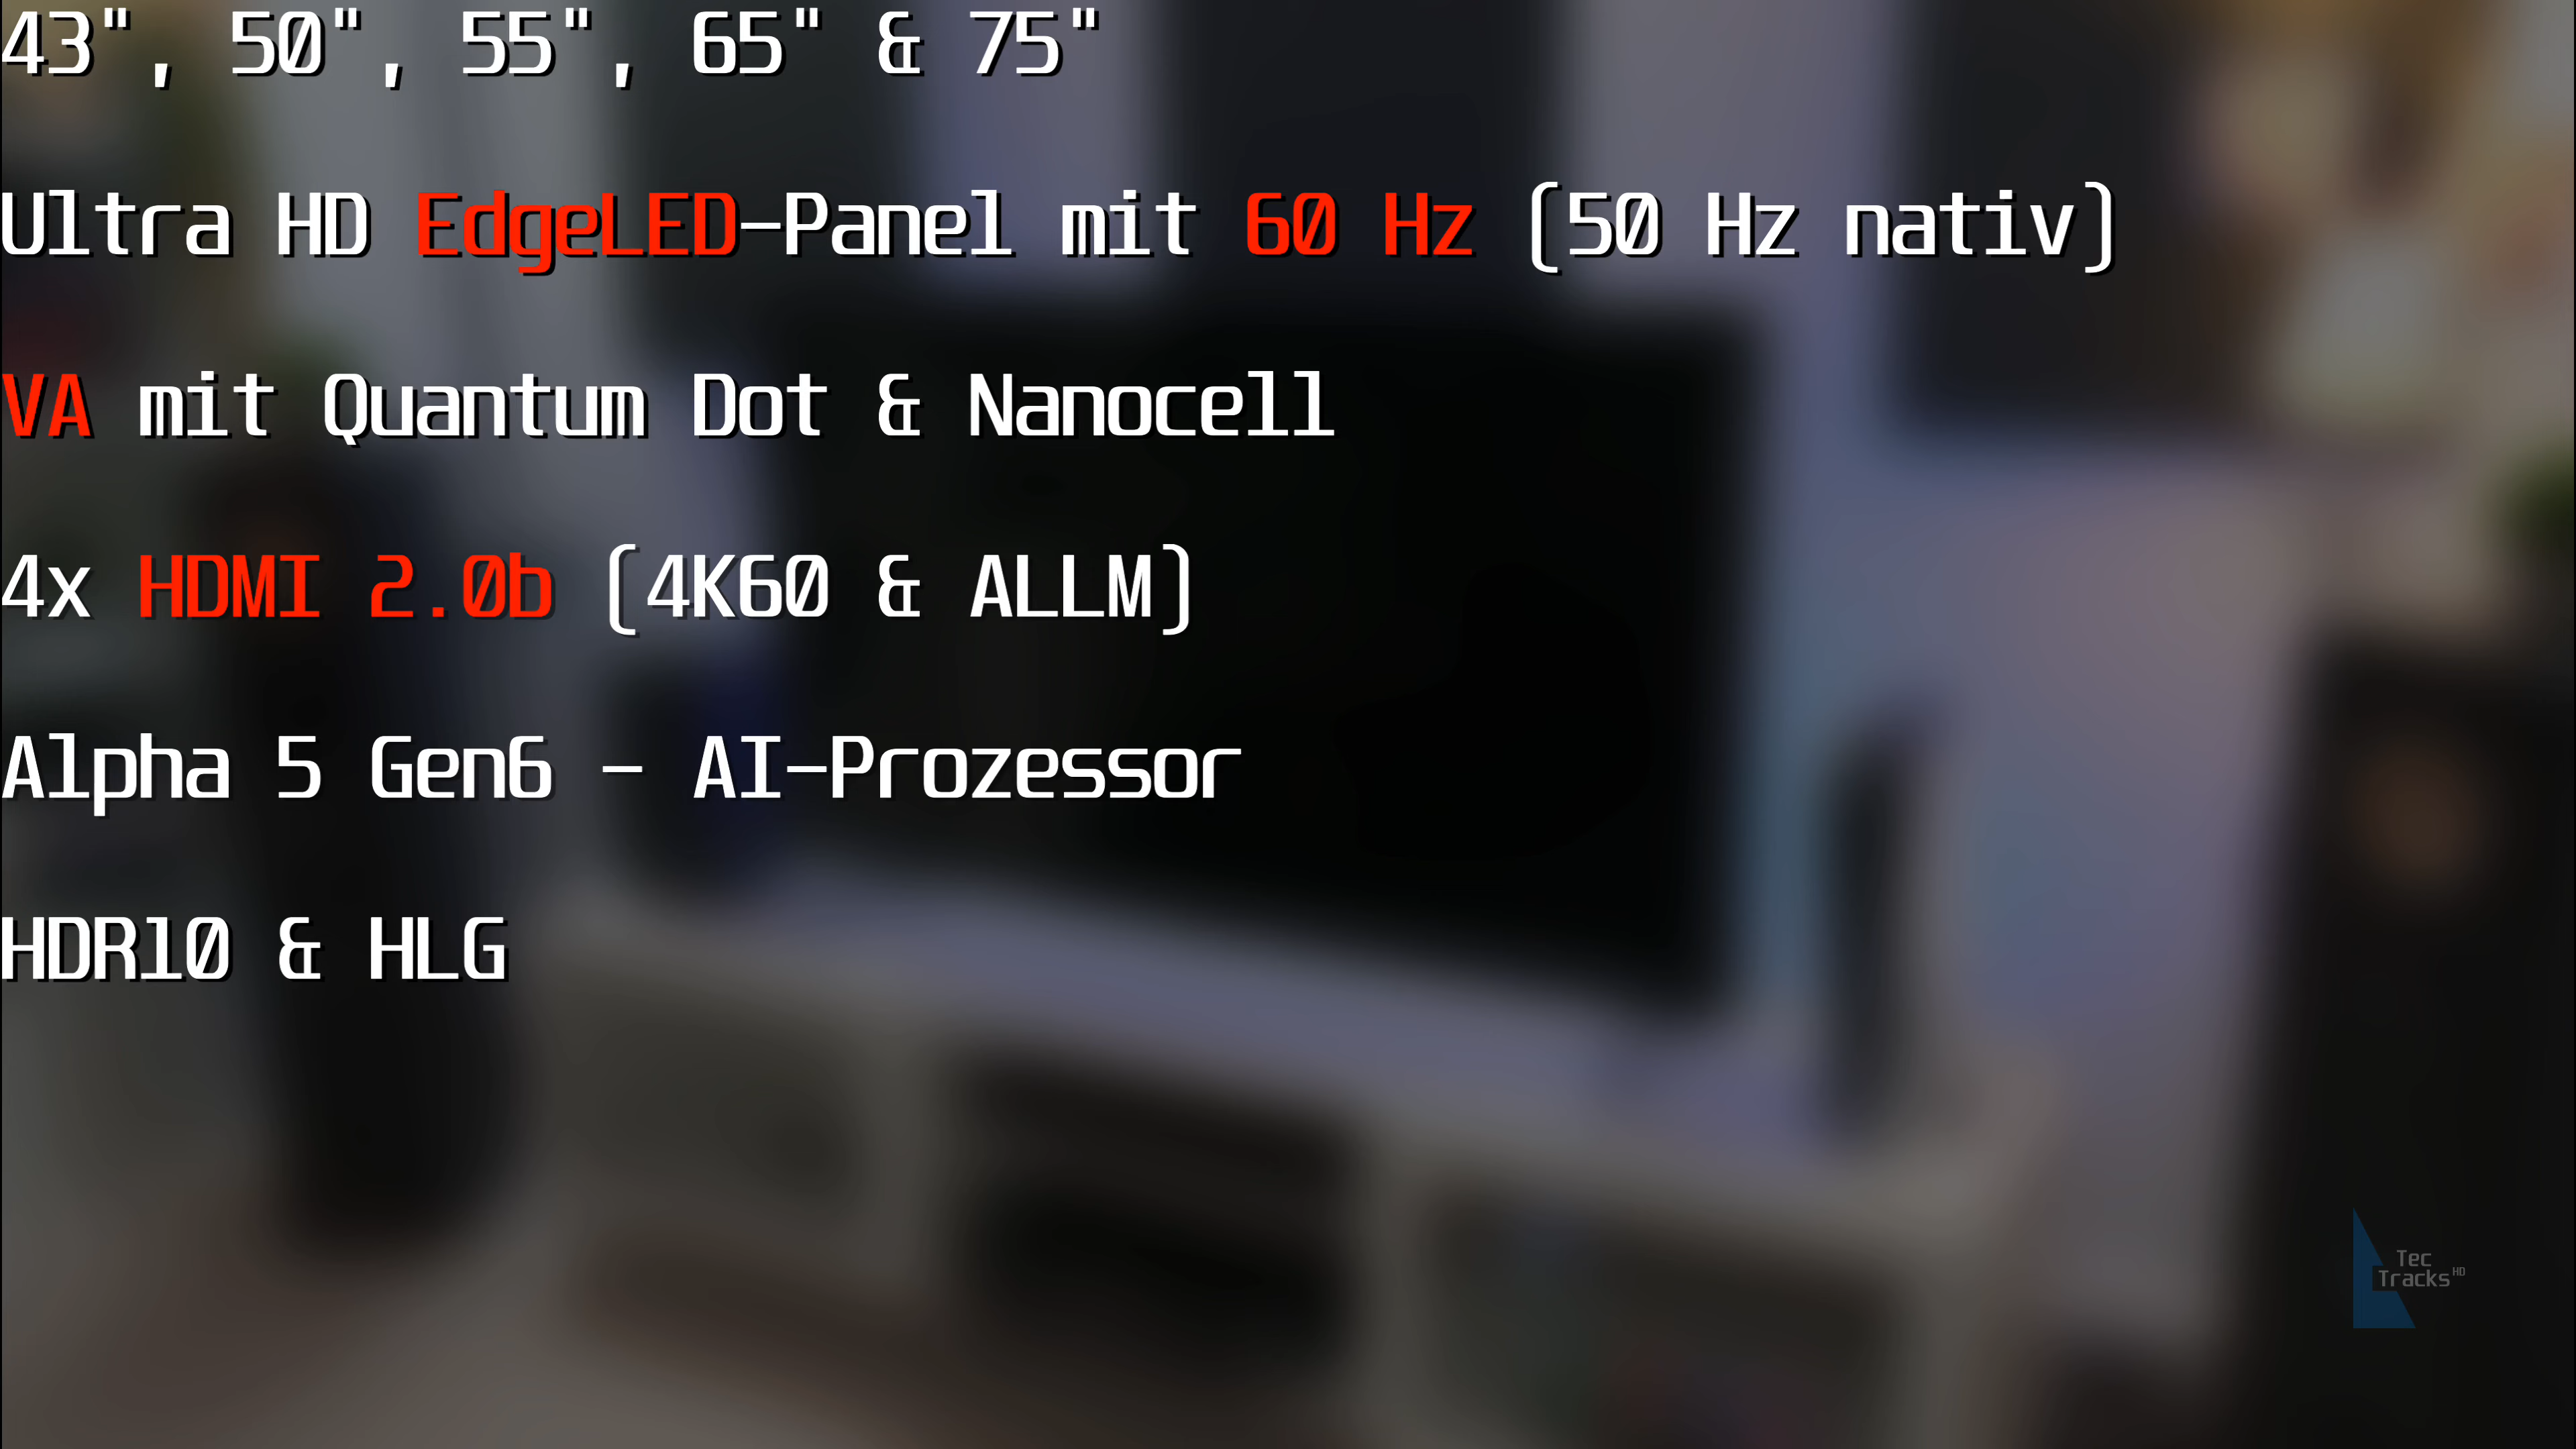 43", 50", 55", 65" & 75"
Ultra HD EdgeLED-Panel mit 60 Hz (50 Hz nativ)
VA mit Quantum Dot & Nanocell
4x HDMI 2.0b (4K60 & ALLM)
Alpha 5 Gen6 - AI-Prozessor
HDR10 & HLG
Tec
Tracks HD